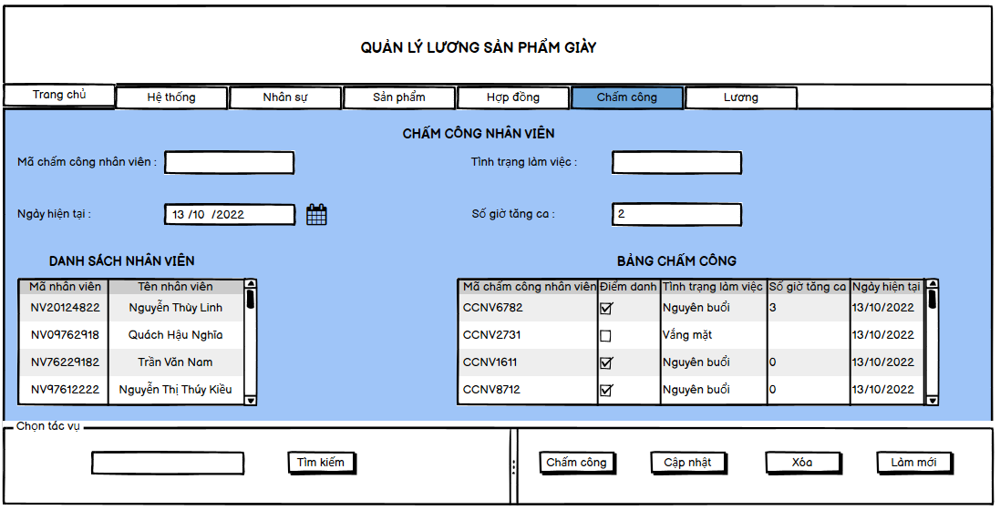 QUẢN LÝ LƯƠNG SẢN PHẨM GIÀY
Trang chủ Hệ thống Nhân sự Sản phẩm Hợp đồng Chấm công Lương
CHẤM CÔNG NHÂN VIÊN
Mã chấm công nhân viên : Tình trạng làm việc :
Ngày hiện tại : 13 /10 /2022 Số giờ tăng ca : 2
DANH SÁCH NHÂN VIÊN BẢNG CHẤM CÔNG
Mã nhân viên Tên nhân viên Mã chấm công nhân viên Điểm danh Tình trạng làm việc Số giờ tăng ca Ngày hiện tại
NV20124822 Nguyễn Thùy Linh CCNV6782 Nguyên buổi 3 13/10/2022
NV09762918 Quách Hậu Nghĩa CCNV2731 Vắng mặt 13/10/2022
NV76229182 Trần Văn Nam CCNV1611 Nguyên buổi 0 13/10/2022
NV97612222 Nguyễn Thị Thúy Kiều CCNV8712 Nguyên buổi 0 13/10/2022
Chọn tác vụ
Tìm kiếm Chấm công Cập nhật Xóa Làm mới